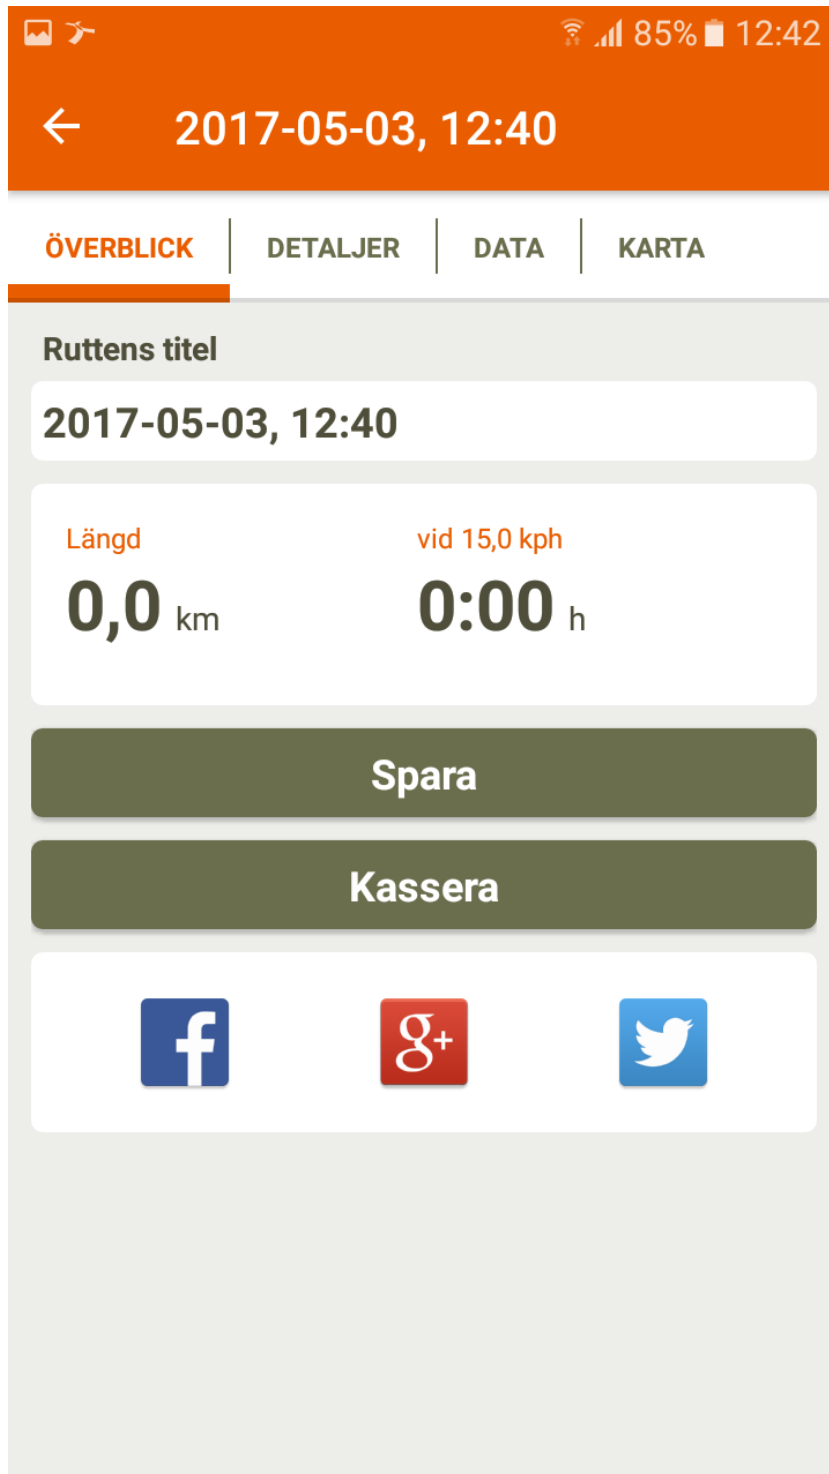 85% 12:42
2017-05-03, 12:40
ÖVERBLICK DETALJER DATA KARTA
Ruttens titel
2017-05-03, 12:40
Längd vid 15,0 kph
0,0 km 0:00 h
Spara
Kassera
f g+